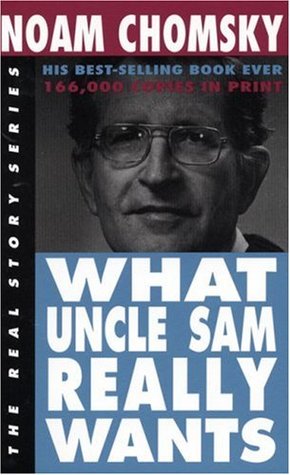 NOAM CHOMSKY
HIS BEST-SELLING BOOK EVER
166,000 COPIES IN PRINT
THE REAL STORY SERIES
WHAT
UNCLE SAM
REALLY
WANTS